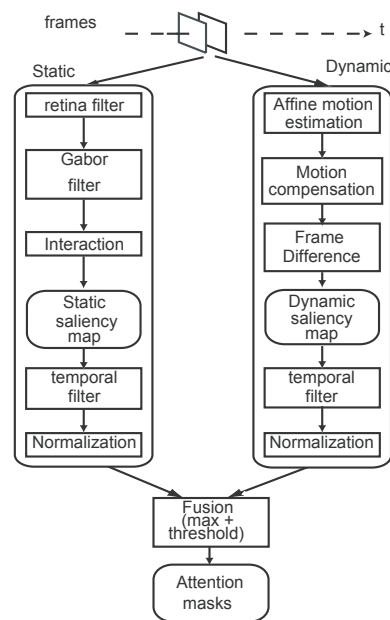 frames
t
Static
Dynamic
retina filter
Gabor
filter
Interaction
Static
saliency
map
temporal
filter
Normalization
Affine motion
estimation
Motion
compensation
Frame
Difference
Dynamic
saliency
map
temporal
filter
Normalization
Fusion
(max +
threshold)
Attention
masks